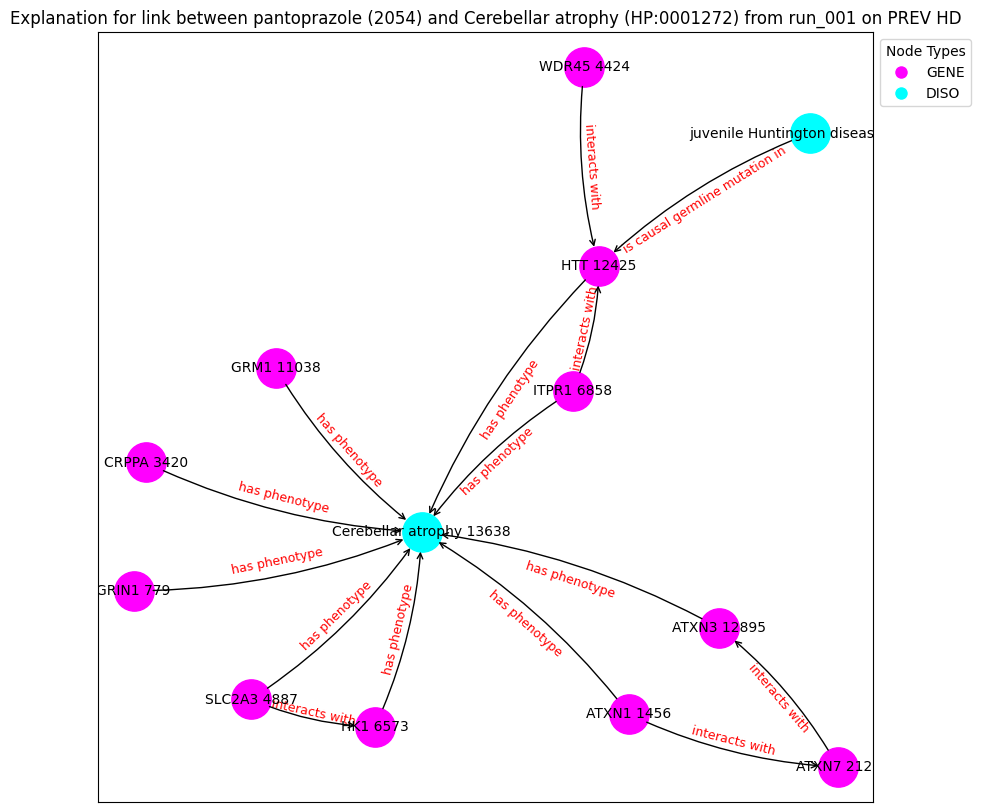 Explanation for link between pantoprazole (2054) and Cerebellar atrophy (HP:0001272) from run_001 on PREV HD
Node Types
GENE
DISO
WDR45 4424
juvenile Huntington diseas
interacts with
is causal germline mutation in
HTT 12425
interacts with
GRM1 11038
ITPR1 6858
has phenotype
has phenotype
has phenotype
CRPPA 3420
has phenotype
Cerebellar atrophy 13638
has phenotype
has phenotype
GRIN1 779
has phenotype
has phenotype
has phenotype
ATXN3 12895
SLC2A3 4887
interacts with
HK1 6573
ATXN1 1456
interacts with
interacts with
ATXN7 212